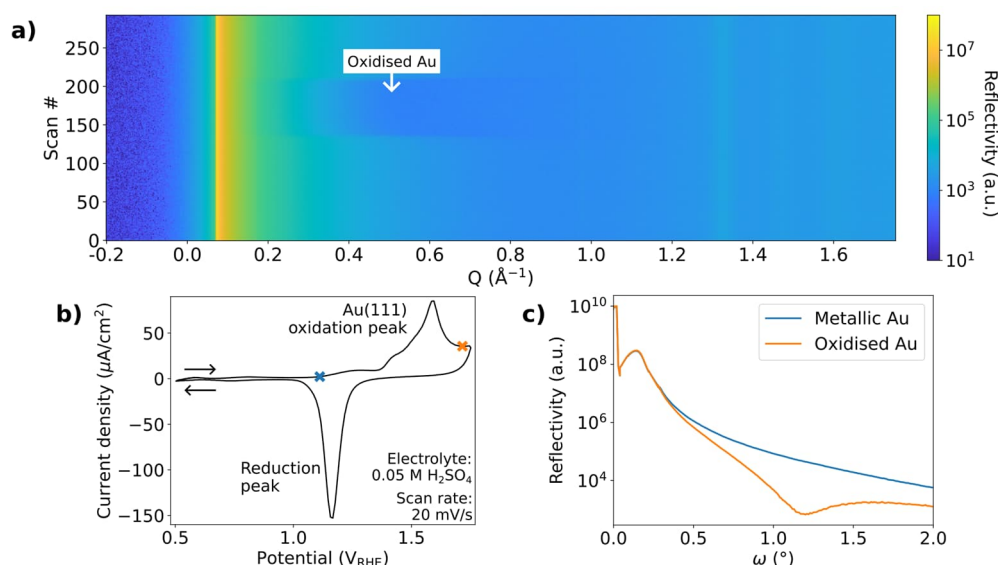 a)
Scan #
250
200
150
100
50
0
Oxidised Au
-0.2
0.0
0.2
0.4
0.6
0.8
1.0
1.2
1.4
1.6
Q (Å⁻¹)
10⁷
10⁵
10³
10¹
Reflectivity (a.u.)
b)
Current density (μA/cm²)
50
0
−50
−100
−150
Au(111)
oxidation peak
Reduction
peak
Electrolyte:
0.05 M H₂SO₄
Scan rate:
20 mV/s
0.5
1.0
1.5
Potential (V_RHE)
c)
Reflectivity (a.u.)
10¹⁰
10⁸
10⁶
10⁴
Metallic Au
Oxidised Au
0.0
0.5
1.0
1.5
2.0
ω (°)